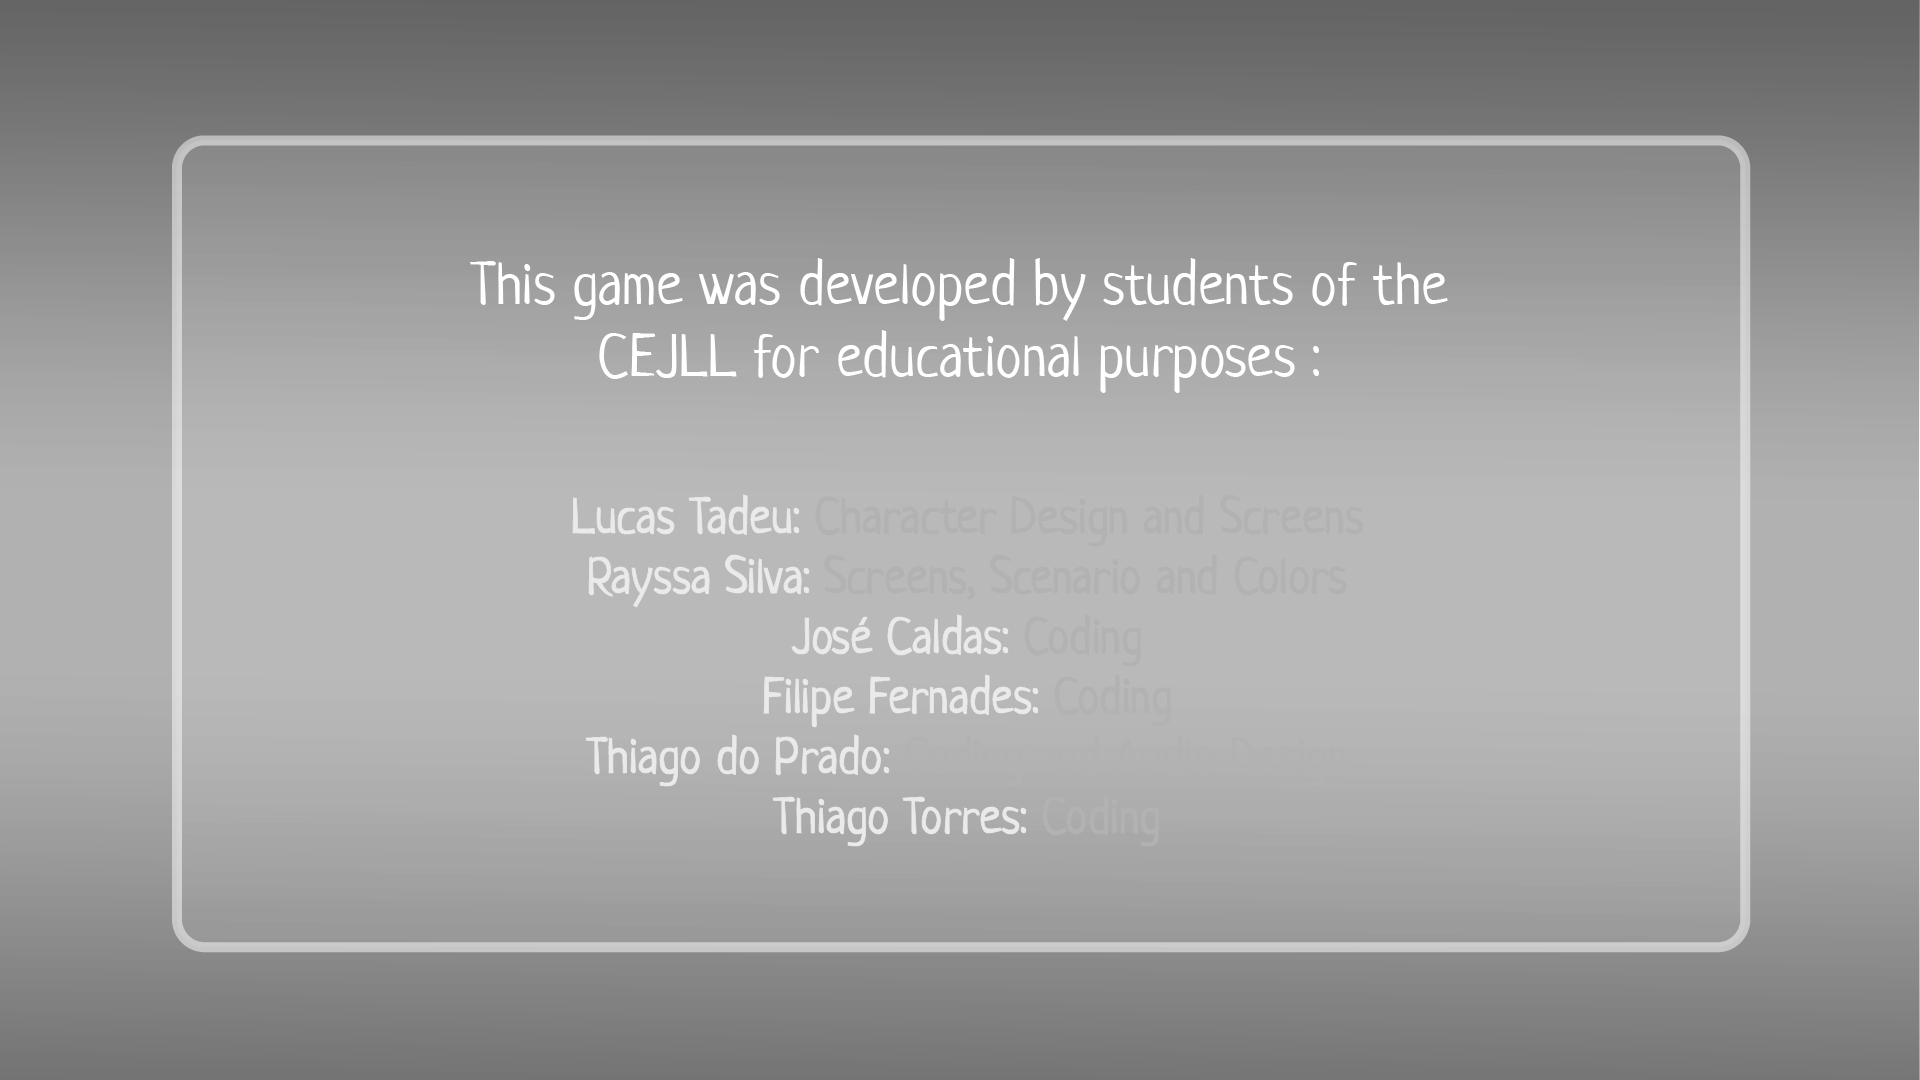 This game was developed by students of the
CEJLL for educational purposes :
Lucas Tadeu: Character Design and Screens
Rayssa Silva: Screens, Scenario and Colors
José Caldas: Coding
Filipe Fernades: Coding
Thiago do Prado: Coding and Audio Design
Thiago Torres: Coding